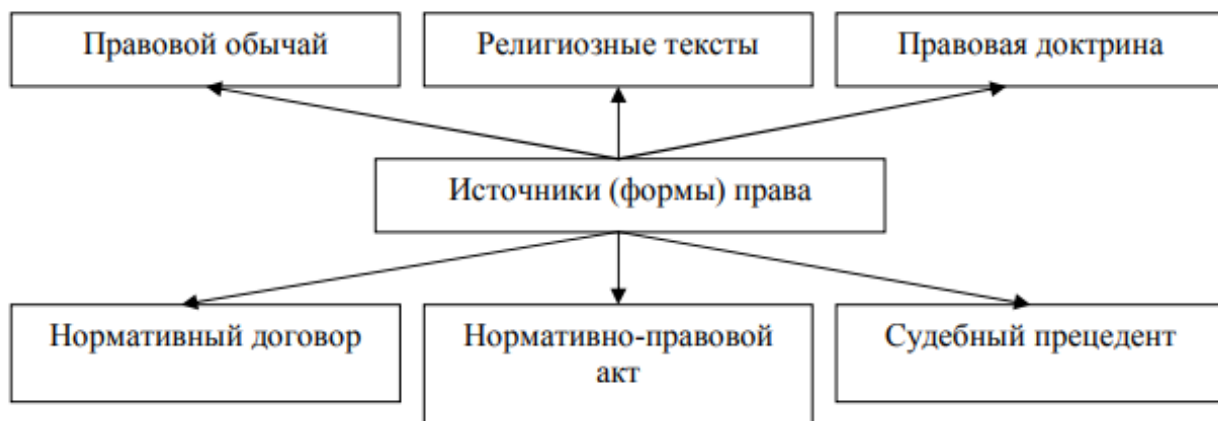 Правовой обычай
Религиозные тексты
Правовая доктрина
Источники (формы) права
Нормативный договор
Нормативно-правовой
акт
Судебный прецедент